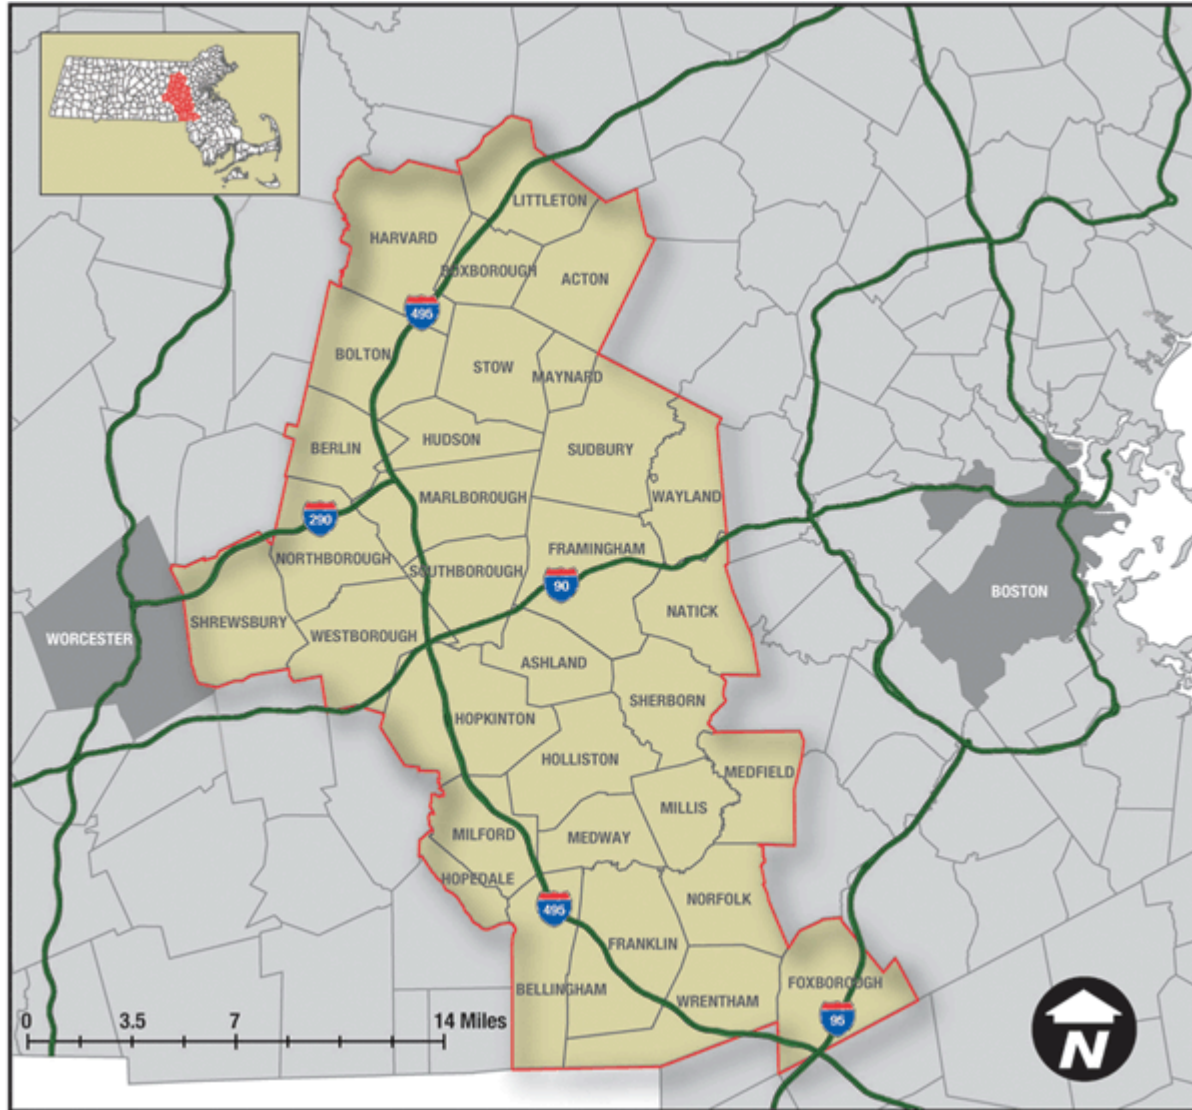 LITTLETON
HARVARD
BOXBOROUGH
ACTON
495
BOLTON
STOW
MAYNARD
HUDSON
BERLIN
SUDBURY
MARLBOROUGH
WAYLAND
290
NORTHBOROUGH
FRAMINGHAM
SOUTHBOROUGH
90
BOSTON
NATICK
SHREWSBURY
WORCESTER
WESTBOROUGH
ASHLAND
SHERBORN
HOPKINTON
HOLLISTON
MEDFIELD
MILLIS
MILFORD
MEDWAY
HOPEDALE
NORFOLK
495
FRANKLIN
FOXBOROUGH
BELLINGHAM
WRENTHAM
95
0 3.5 7 14 Miles
N